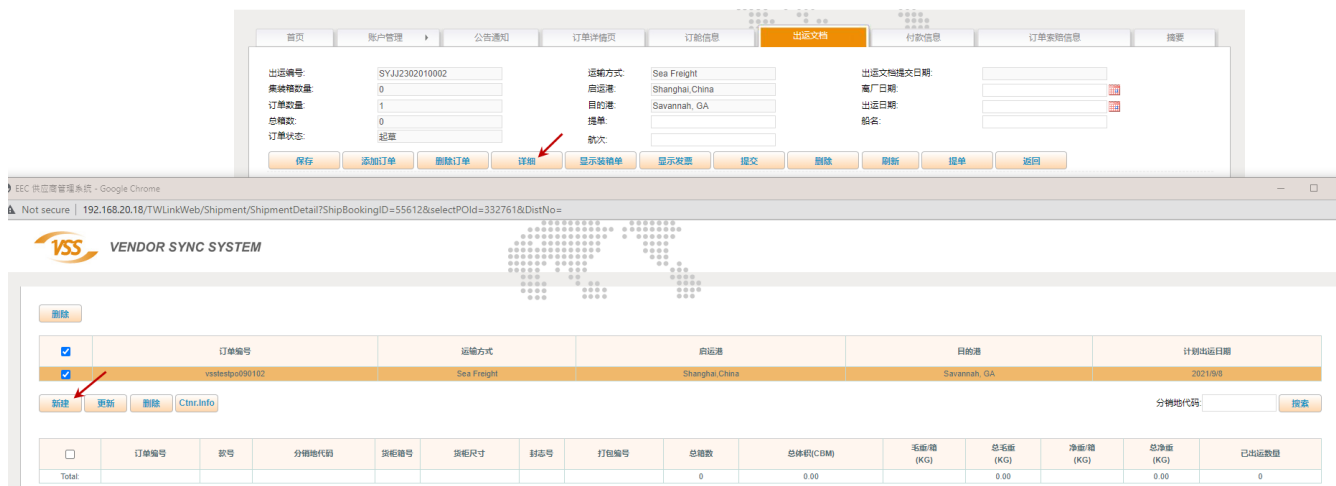 首页 账户管理 公告通知 订单详情页 订舱信息 出运文档 付款信息 订单索赔信息 摘要
出运编号: SYJJ2302010002 运输方式: Sea Freight 出运文档提交日期:
集装箱数量: 0 启运港: Shanghai,China 离厂日期:
订单数量: 1 目的港: Savannah, GA 出运日期:
总箱数: 0 提单: 船名:
订单状态: 起草 航次:
保存 添加订单 删除订单 详细 显示装箱单 显示发票 提交 删除 刷新 提单 返回
EEC 供应商管理系统 - Google Chrome
Not secure | 192.168.20.18/TWLinkWeb/Shipment/ShipmentDetail?ShipBookingID=55612&selectPOId=332761&DistNo=
VSS VENDOR SYNC SYSTEM
删除
订单编号 运输方式 启运港 目的港 计划出运日期
vsstestpo090102 Sea Freight Shanghai,China Savannah, GA 2021/9/8
新建 更新 删除 Ctnr.Info 分销地代码: 搜索
订单编号 款号 分销地代码 货柜箱号 货柜尺寸 封志号 打包编号 总箱数 总体积(CBM) 毛重/箱 总毛重 净重/箱 总净重 已出运数量
(KG) (KG) (KG) (KG)
Total: 0 0.00 0.00 0.00 0